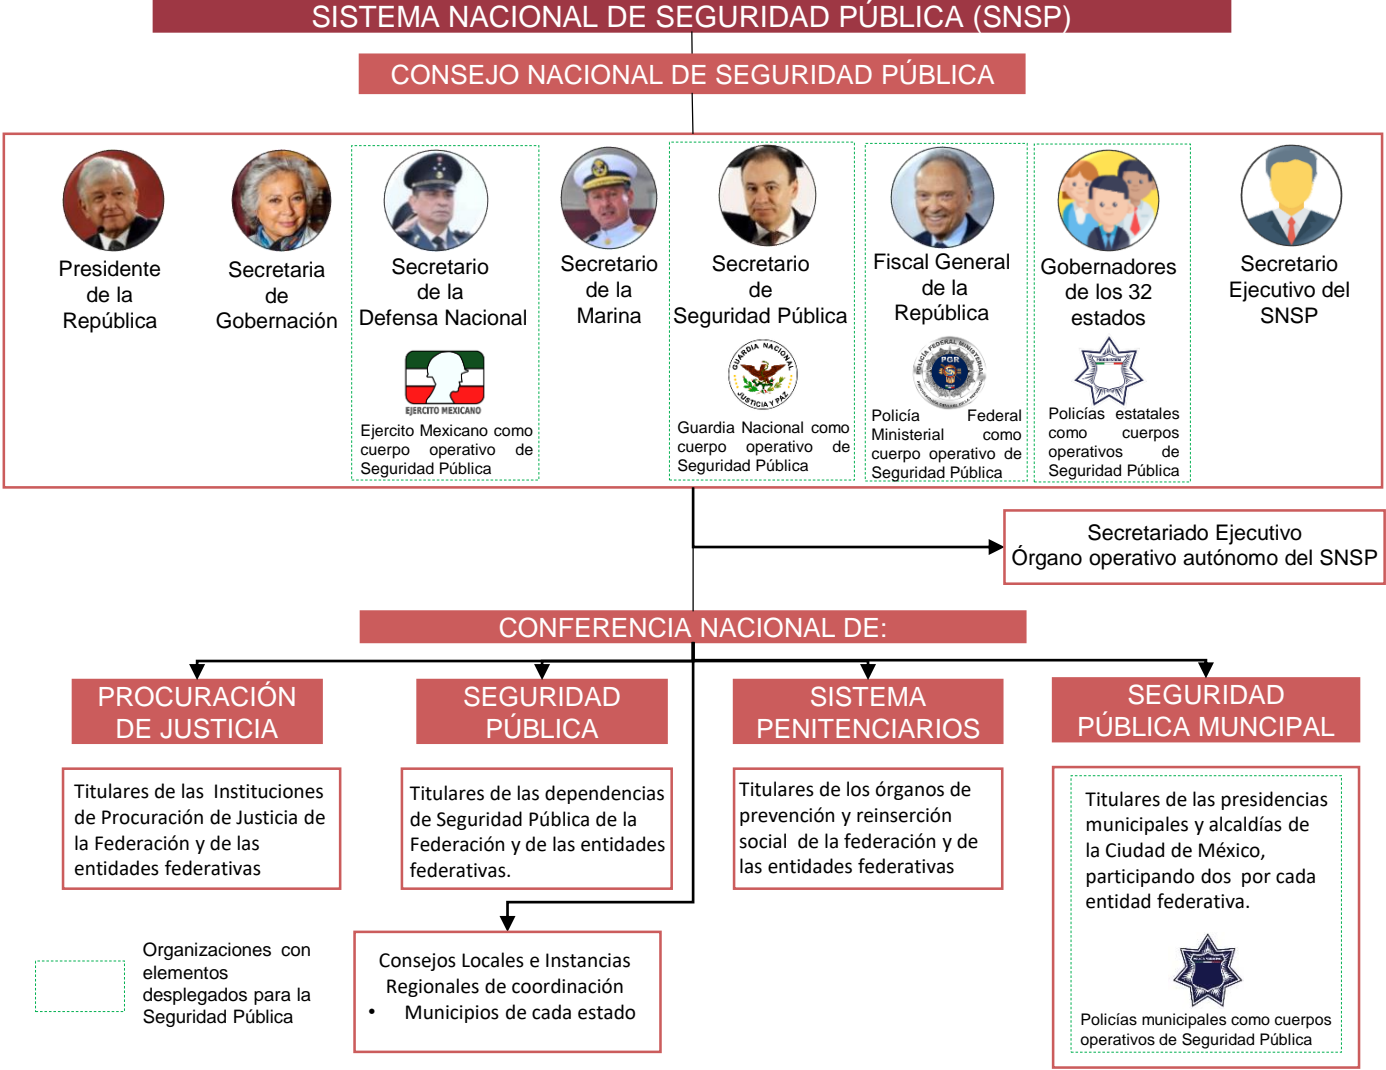 SISTEMA NACIONAL DE SEGURIDAD PÚBLICA (SNSP)
CONSEJO NACIONAL DE SEGURIDAD PÚBLICA
Presidente
de la
República
Secretaria
de
Gobernación
Secretario
de la
Defensa Nacional
EJERCITO MEXICANO
Ejercito Mexicano como
cuerpo operativo de
Seguridad Pública
Secretario
de la
Marina
Secretario
de
Seguridad Pública
GUARDIA NACIONAL
JUSTICIA Y PAZ
Guardia Nacional como
cuerpo operativo de
Seguridad Pública
Fiscal General
de la
República
POLICÍA FEDERAL MINISTERIAL
PGR
Policía Federal
Ministerial como
cuerpo operativo de
Seguridad Pública
Gobernadores
de los 32
estados
Policías estatales
como cuerpos
operativos de
Seguridad Pública
Secretario
Ejecutivo del
SNSP
Secretariado Ejecutivo
Órgano operativo autónomo del SNSP
CONFERENCIA NACIONAL DE:
PROCURACIÓN
DE JUSTICIA
Titulares de las Instituciones
de Procuración de Justicia de
la Federación y de las
entidades federativas
SEGURIDAD
PÚBLICA
Titulares de las dependencias
de Seguridad Pública de la
Federación y de las entidades
federativas.
SISTEMA
PENITENCIARIOS
Titulares de los órganos de
prevención y reinserción
social de la federación y de
las entidades federativas
SEGURIDAD
PÚBLICA MUNCIPAL
Titulares de las presidencias
municipales y alcaldías de
la Ciudad de México,
participando dos por cada
entidad federativa.
Policías municipales como cuerpos
operativos de Seguridad Pública
Consejos Locales e Instancias
Regionales de coordinación
• Municipios de cada estado
Organizaciones con
elementos
desplegados para la
Seguridad Pública